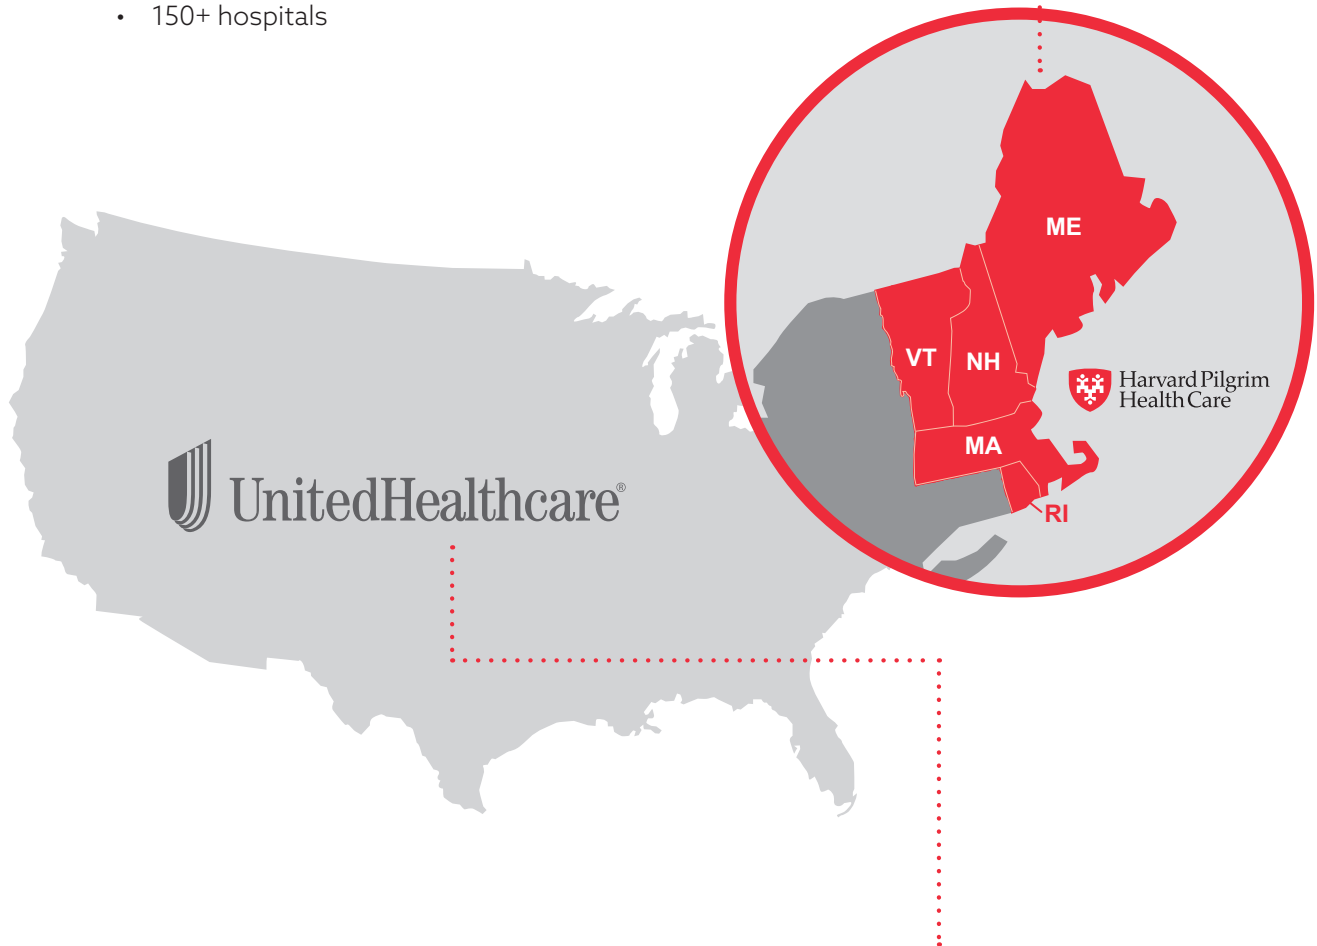 • 150+ hospitals
ME
VT
NH
Harvard Pilgrim
Health Care
MA
UnitedHealthcare®
RI